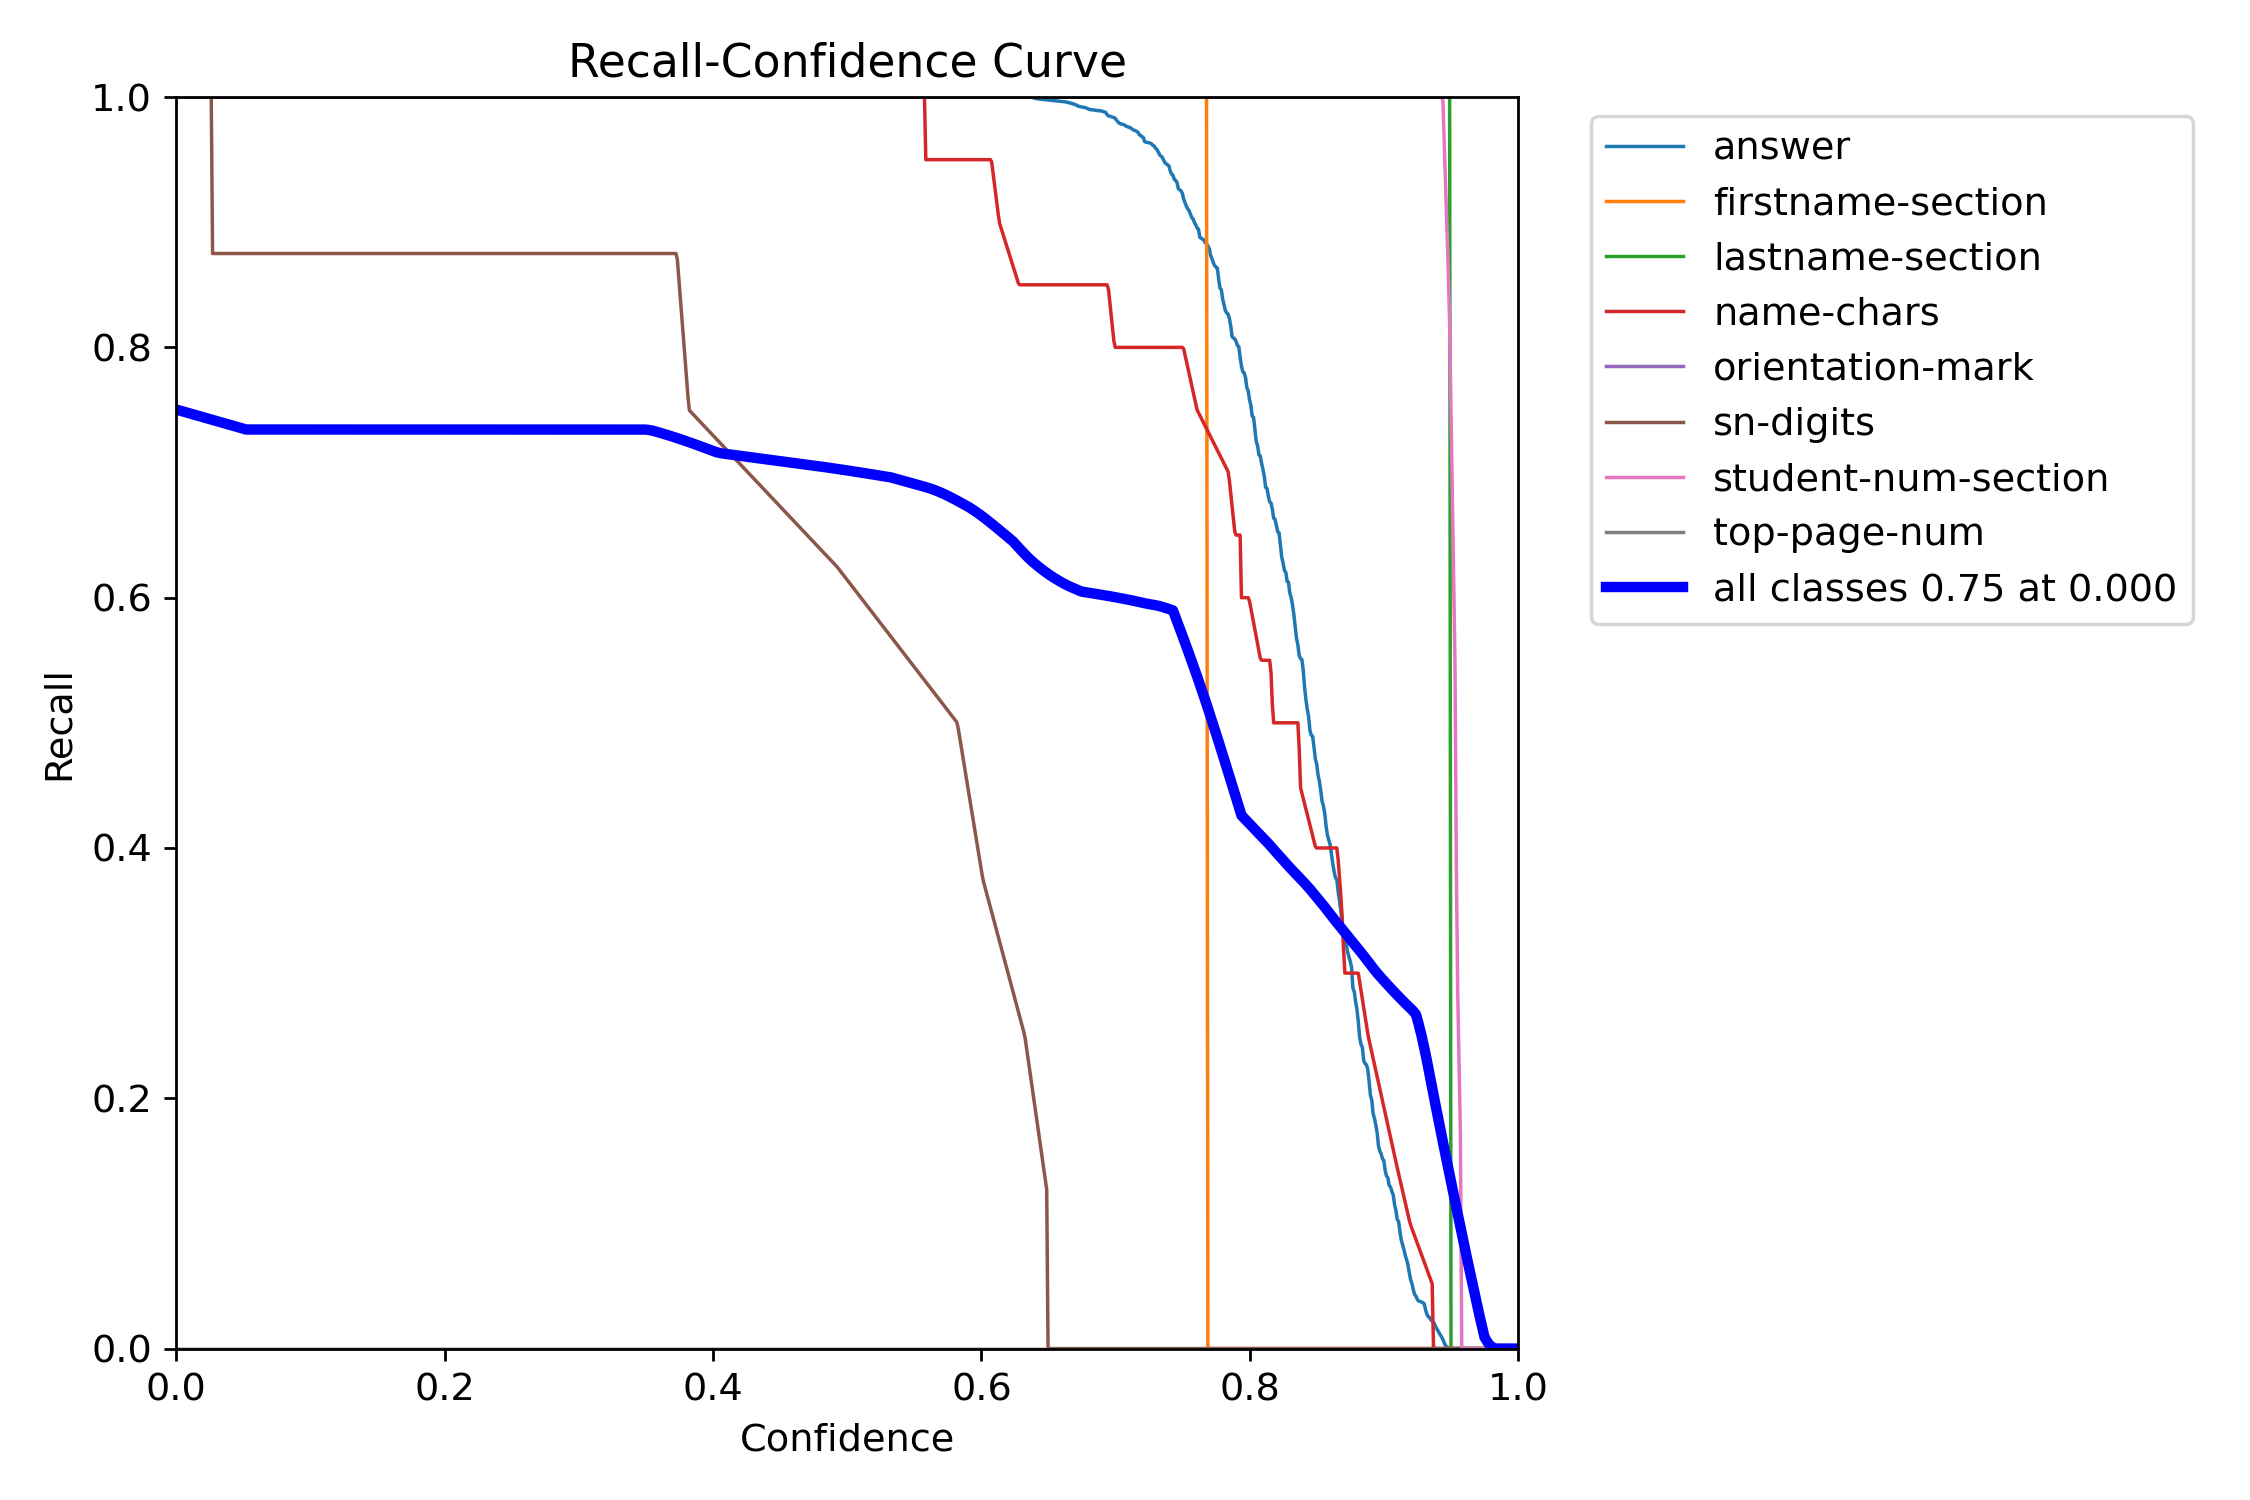 Recall-Confidence Curve
1.0
0.8
0.6
0.4
0.2
0.0
Recall
0.0 0.2 0.4 0.6 0.8 1.0
Confidence
answer
firstname-section
lastname-section
name-chars
orientation-mark
sn-digits
student-num-section
top-page-num
all classes 0.75 at 0.000